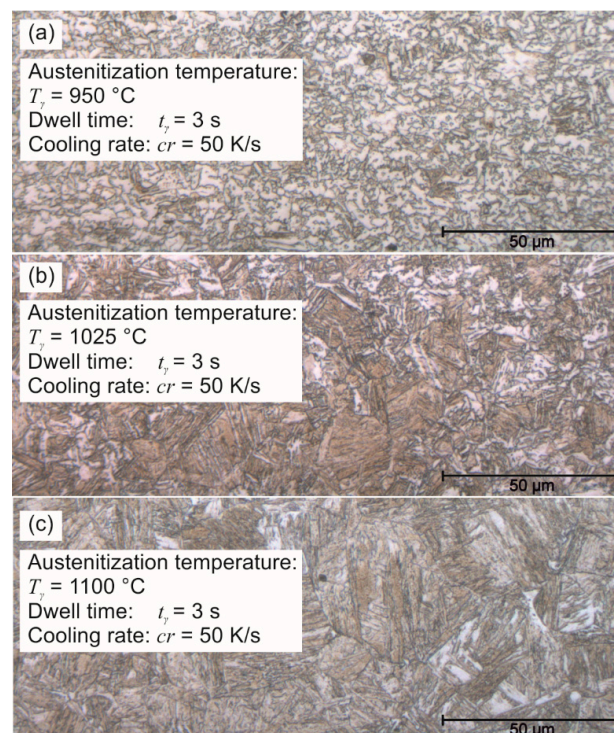 (a)
Austenitization temperature:
Tᵧ = 950 °C
Dwell time: tᵧ = 3 s
Cooling rate: cr = 50 K/s
50 µm
(b)
Austenitization temperature:
Tᵧ = 1025 °C
Dwell time: tᵧ = 3 s
Cooling rate: cr = 50 K/s
50 µm
(c)
Austenitization temperature:
Tᵧ = 1100 °C
Dwell time: tᵧ = 3 s
Cooling rate: cr = 50 K/s
50 µm